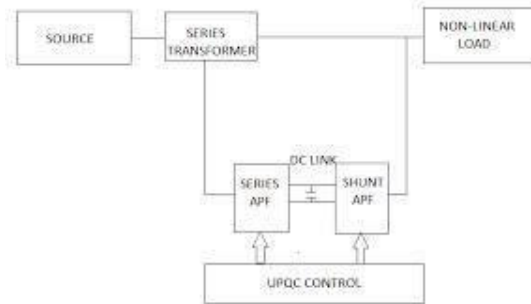 SOURCE
SERIES
TRANSFORMER
NON-LINEAR
LOAD
DC LINK
SERIES
APF
SHUNT
APF
UPQC CONTROL